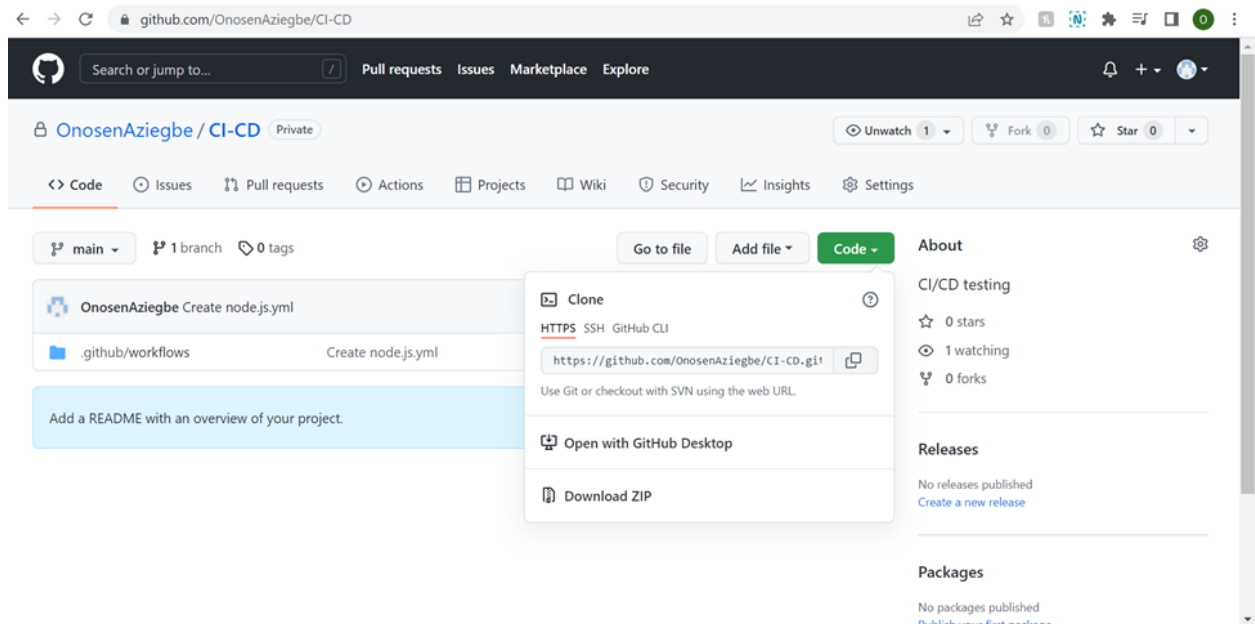 github.com/OnosenAziegbe/CI-CD
O
Search or jump to... /
Pull requests Issues Marketplace Explore
OnosenAziegbe / CI-CD Private
Unwatch 1 Fork 0 Star 0
<> Code Issues Pull requests Actions Projects Wiki Security Insights Settings
main 1 branch 0 tags Go to file Add file Code
OnosenAziegbe Create node.js.yml
.github/workflows Create node.js.yml
Add a README with an overview of your project.
Clone
HTTPS SSH GitHub CLI
https://github.com/OnosenAziegbe/CI-CD.git
Use Git or checkout with SVN using the web URL.
Open with GitHub Desktop
Download ZIP
About
CI/CD testing
0 stars
1 watching
0 forks
Releases
No releases published
Create a new release
Packages
No packages published
Publish your first package